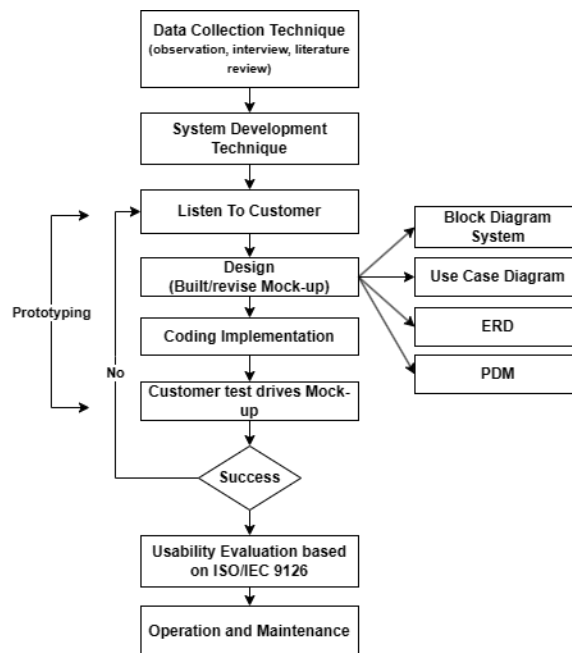 Data Collection Technique
(observation, interview, literature
review)
System Development
Technique
Listen To Customer
Block Diagram
System
Design
(Built/revise Mock-up)
Use Case Diagram
Prototyping
ERD
Coding Implementation
No
PDM
Customer test drives Mock-
up
Success
Usability Evaluation based
on ISO/IEC 9126
Operation and Maintenance